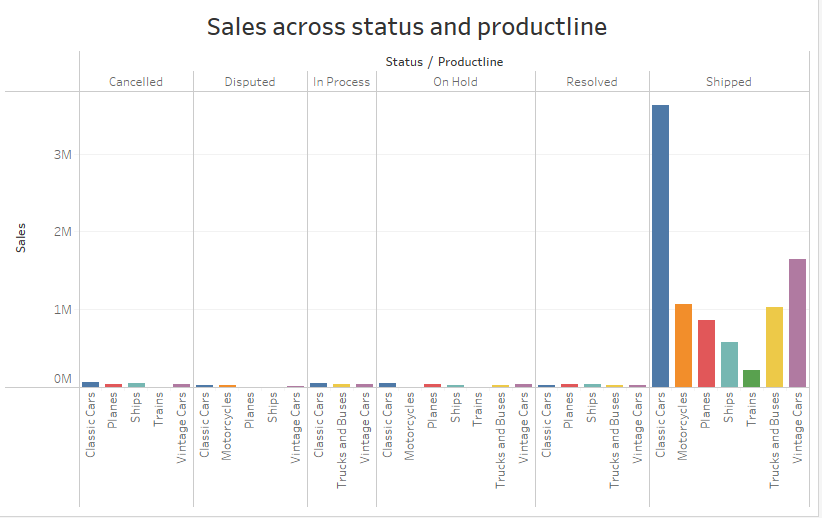 Sales across status and productline
Status / Productline
Cancelled
Disputed
In Process
On Hold
Resolved
Shipped
Sales
3M
2M
1M
0M
Classic Cars
Planes
Ships
Trains
Vintage Cars
Classic Cars
Motorcycles
Planes
Ships
Vintage Cars
Classic Cars
Trucks and Buses
Vintage Cars
Classic Cars
Motorcycles
Planes
Ships
Trains
Trucks and Buses
Vintage Cars
Classic Cars
Planes
Ships
Trucks and Buses
Vintage Cars
Classic Cars
Motorcycles
Planes
Ships
Trains
Trucks and Buses
Vintage Cars